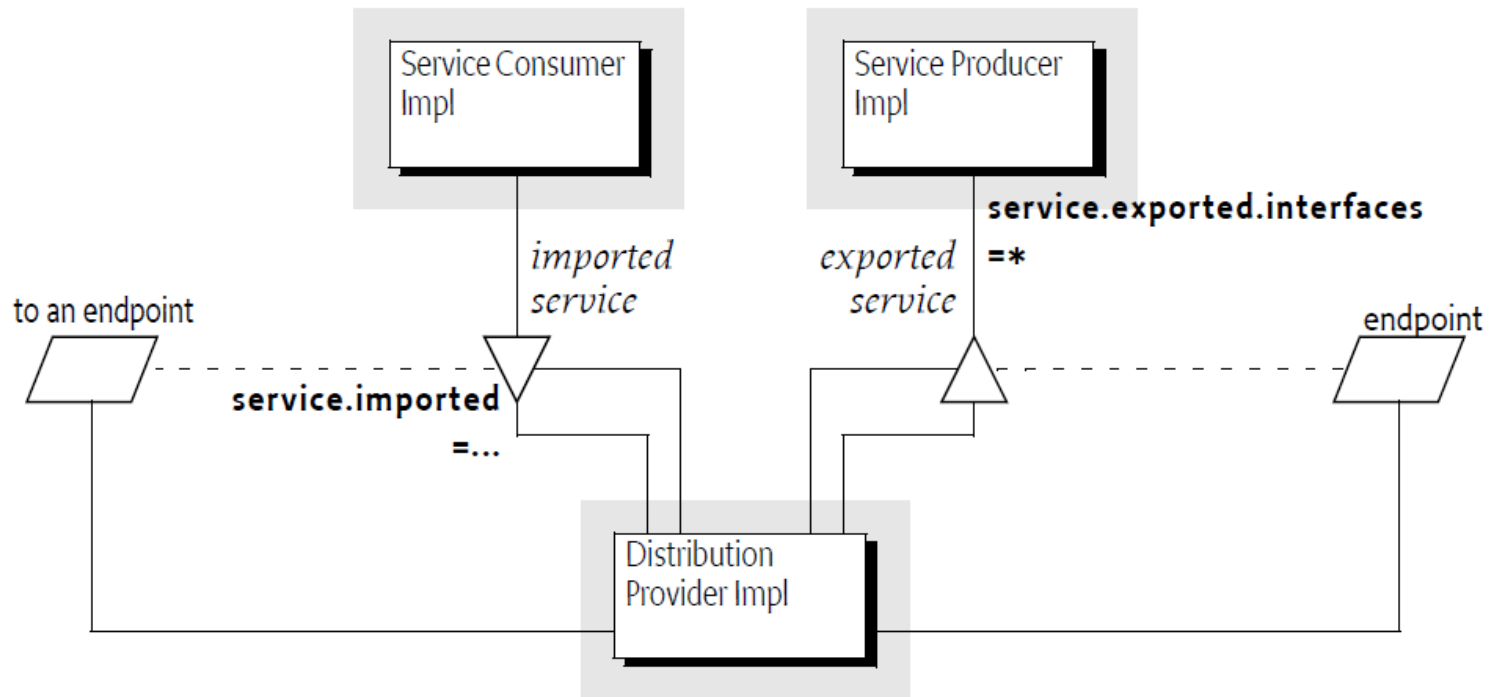 Service Consumer
Impl
Service Producer
Impl
service.exported.interfaces
=*
imported
service
exported
service
to an endpoint
endpoint
service.imported
=...
Distribution
Provider Impl